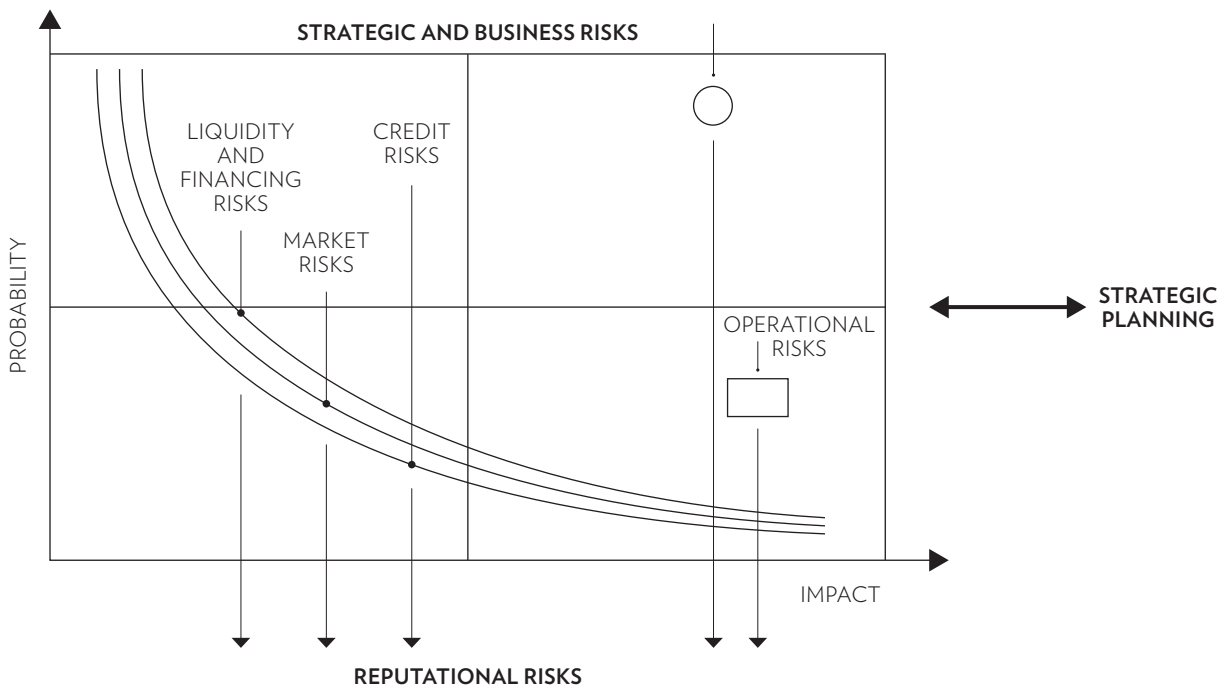 STRATEGIC AND BUSINESS RISKS
LIQUIDITY
AND
FINANCING
RISKS
CREDIT
RISKS
MARKET
RISKS
PROBABILITY
OPERATIONAL
RISKS
STRATEGIC
PLANNING
IMPACT
REPUTATIONAL RISKS